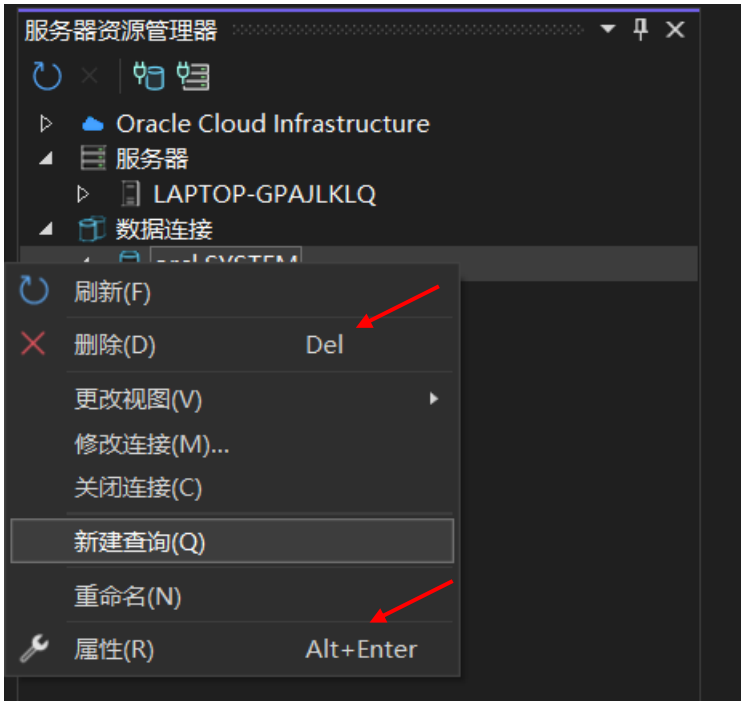 服务器资源管理器
Oracle Cloud Infrastructure
服务器
LAPTOP-GPAJLKLQ
数据连接
orcl.SYSTEM
刷新(F)
删除(D) Del
更改视图(V)
修改连接(M)...
关闭连接(C)
新建查询(Q)
重命名(N)
属性(R) Alt+Enter